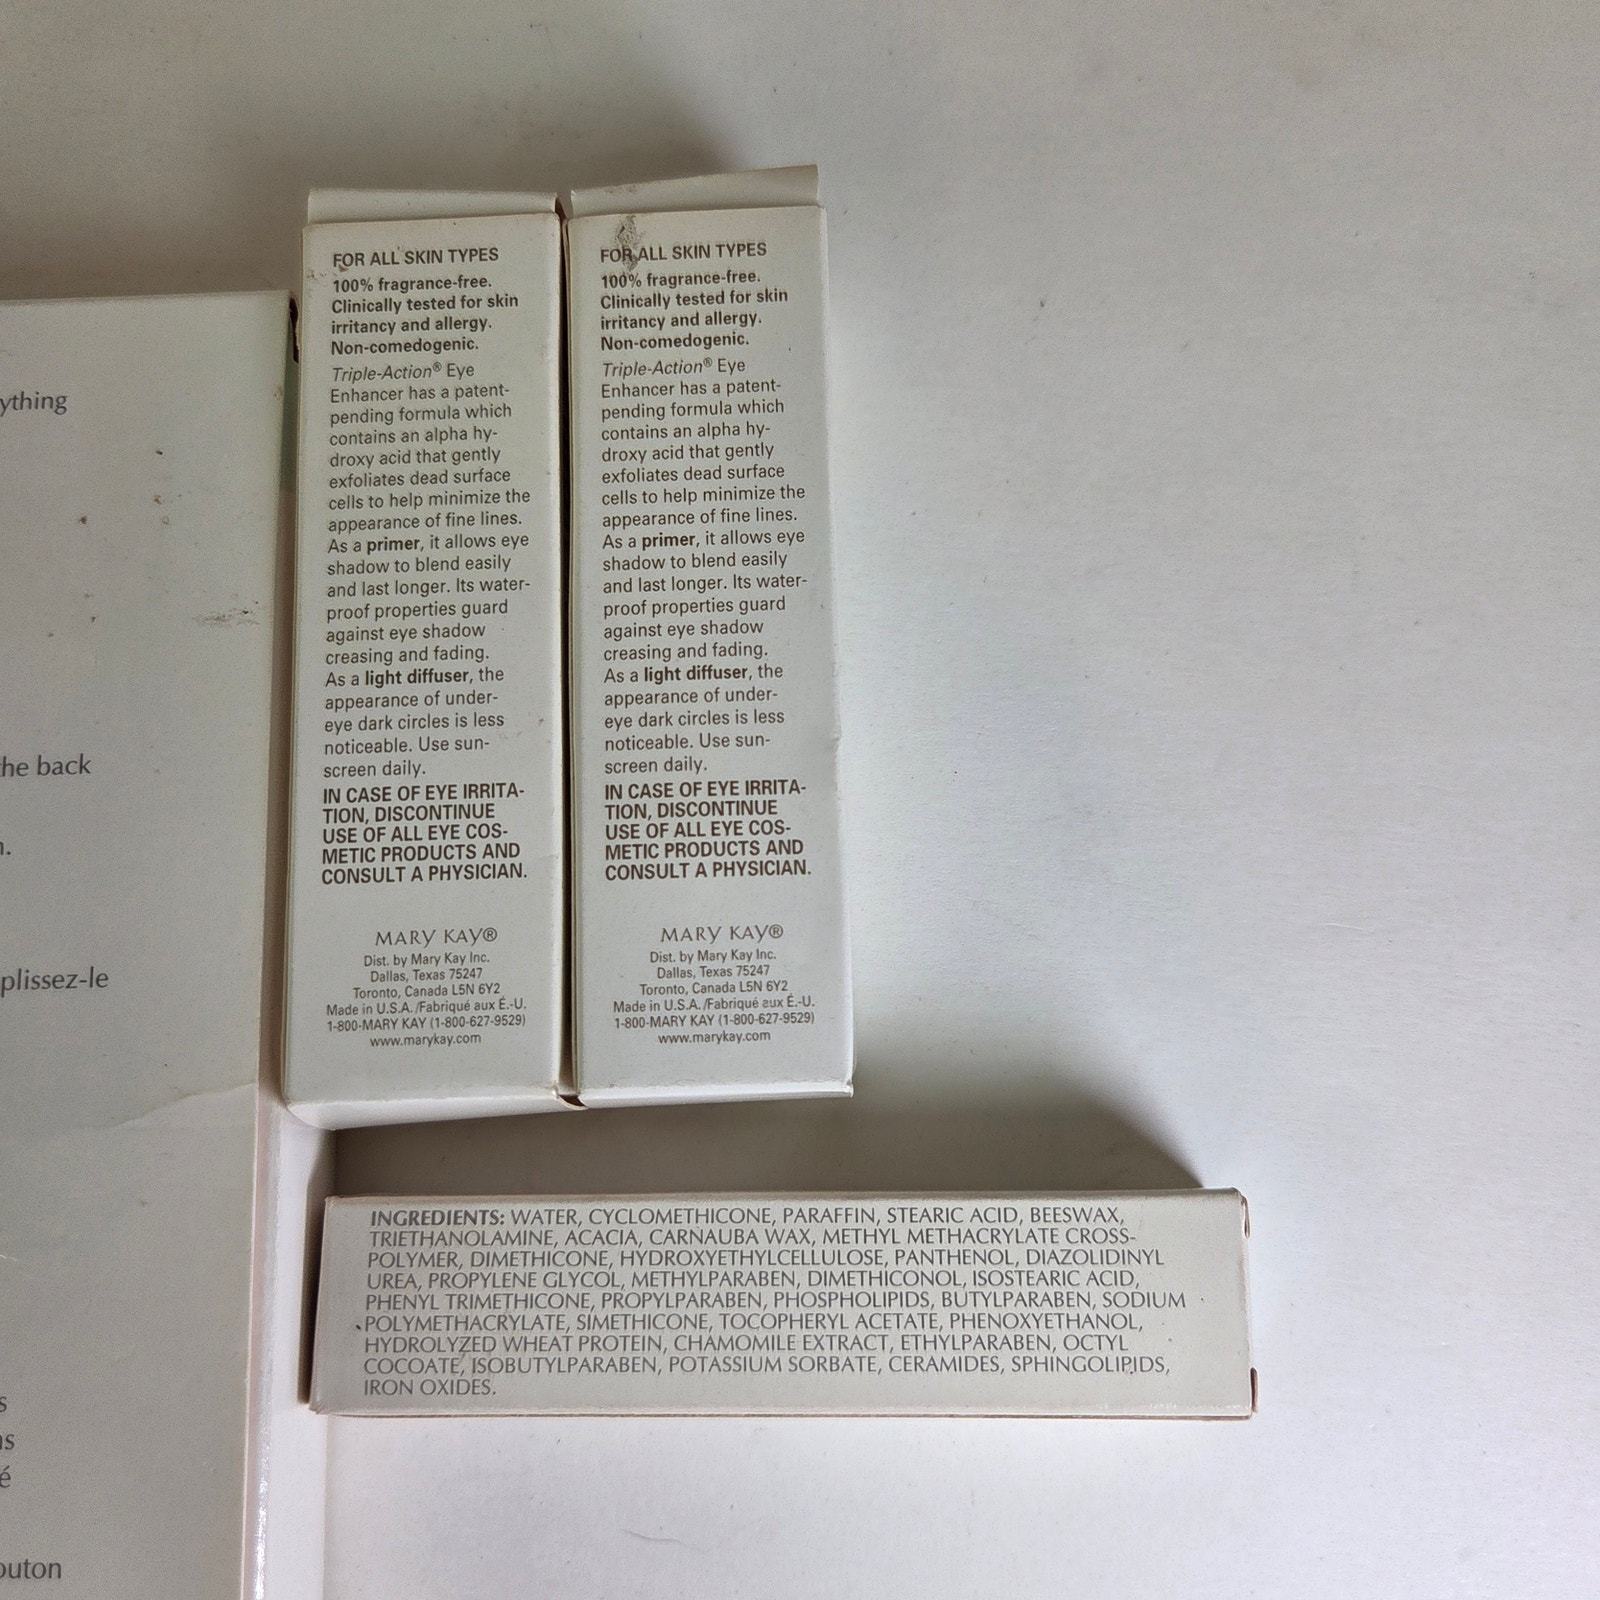 ything
he back
n.
plissez-le
s
ns
é
outon
FOR ALL SKIN TYPES
100% fragrance-free.
Clinically tested for skin
irritancy and allergy.
Non-comedogenic.
Triple-Action® Eye
Enhancer has a patent-
pending formula which
contains an alpha hy-
droxy acid that gently
exfoliates dead surface
cells to help minimize the
appearance of fine lines.
As a primer, it allows eye
shadow to blend easily
and last longer. Its water-
proof properties guard
against eye shadow
creasing and fading.
As a light diffuser, the
appearance of under-
eye dark circles is less
noticeable. Use sun-
screen daily.
IN CASE OF EYE IRRITA-
TION, DISCONTINUE
USE OF ALL EYE COS-
METIC PRODUCTS AND
CONSULT A PHYSICIAN.
MARY KAY®
Dist. by Mary Kay Inc.
Dallas, Texas 75247
Toronto, Canada L5N 6Y2
Made in U.S.A./Fabriqué aux É.-U.
1-800-MARY KAY (1-800-627-9529)
www.marykay.com
FOR ALL SKIN TYPES
100% fragrance-free.
Clinically tested for skin
irritancy and allergy.
Non-comedogenic.
Triple-Action® Eye
Enhancer has a patent-
pending formula which
contains an alpha hy-
droxy acid that gently
exfoliates dead surface
cells to help minimize the
appearance of fine lines.
As a primer, it allows eye
shadow to blend easily
and last longer. Its water-
proof properties guard
against eye shadow
creasing and fading.
As a light diffuser, the
appearance of under-
eye dark circles is less
noticeable. Use sun-
screen daily.
IN CASE OF EYE IRRITA-
TION, DISCONTINUE
USE OF ALL EYE COS-
METIC PRODUCTS AND
CONSULT A PHYSICIAN.
MARY KAY®
Dist. by Mary Kay Inc.
Dallas, Texas 75247
Toronto, Canada L5N 6Y2
Made in U.S.A./Fabriqué aux É.-U.
1-800-MARY KAY (1-800-627-9529)
www.marykay.com
INGREDIENTS: WATER, CYCLOMETHICONE, PARAFFIN, STEARIC ACID, BEESWAX,
TRIETHANOLAMINE, ACACIA, CARNAUBA WAX, METHYL METHACRYLATE CROSS-
POLYMER, DIMETHICONE, HYDROXYETHYLCELLULOSE, PANTHENOL, DIAZOLIDINYL
UREA, PROPYLENE GLYCOL, METHYLPARABEN, DIMETHICONOL, ISOSTEARIC ACID,
PHENYL TRIMETHICONE, PROPYLPARABEN, PHOSPHOLIPIDS, BUTYLPARABEN, SODIUM
POLYMETHACRYLATE, SIMETHICONE, TOCOPHERYL ACETATE, PHENOXYETHANOL,
HYDROLYZED WHEAT PROTEIN, CHAMOMILE EXTRACT, ETHYLPARABEN, OCTYL
COCOATE, ISOBUTYLPARABEN, POTASSIUM SORBATE, CERAMIDES, SPHINGOLIPIDS,
IRON OXIDES.